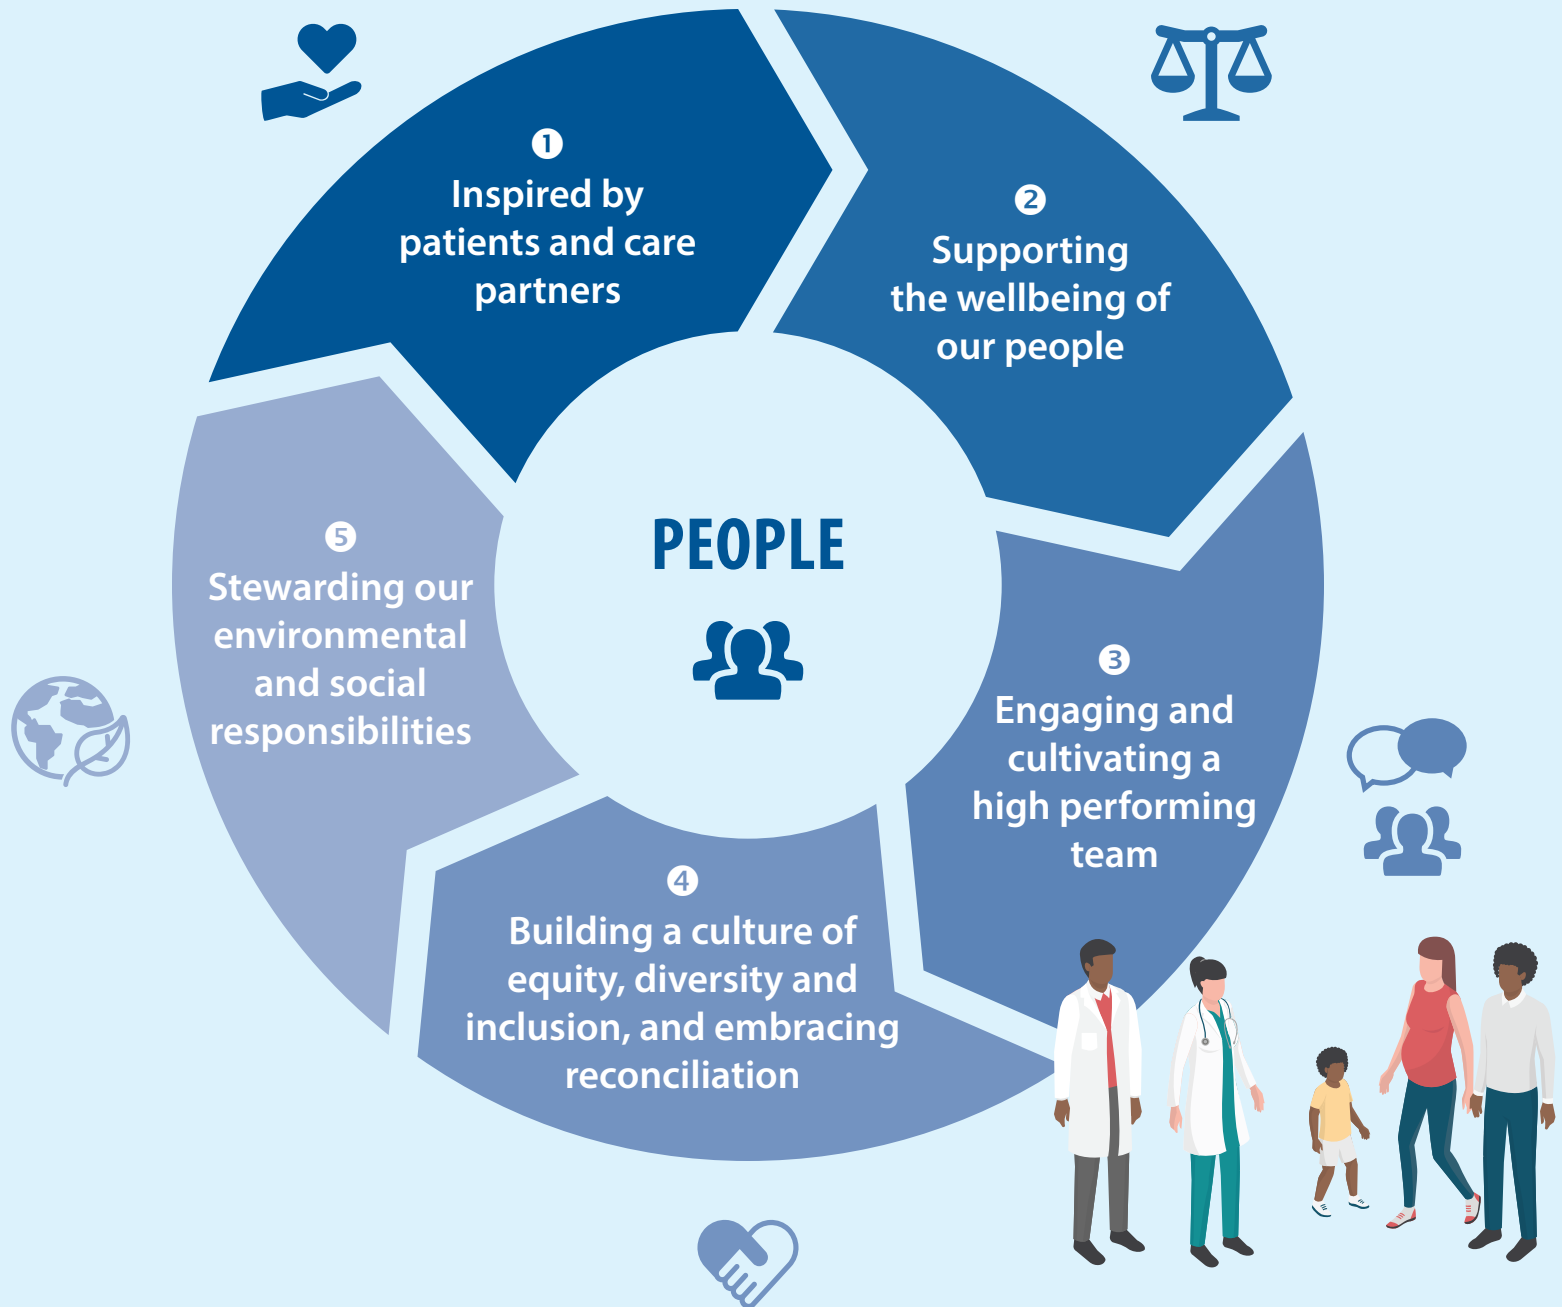 1
Inspired by
patients and care
partners
2
Supporting
the wellbeing of
our people
3
Engaging and
cultivating a
high performing
team
4
Building a culture of
equity, diversity and
inclusion, and embracing
reconciliation
5
Stewarding our
environmental
and social
responsibilities
PEOPLE